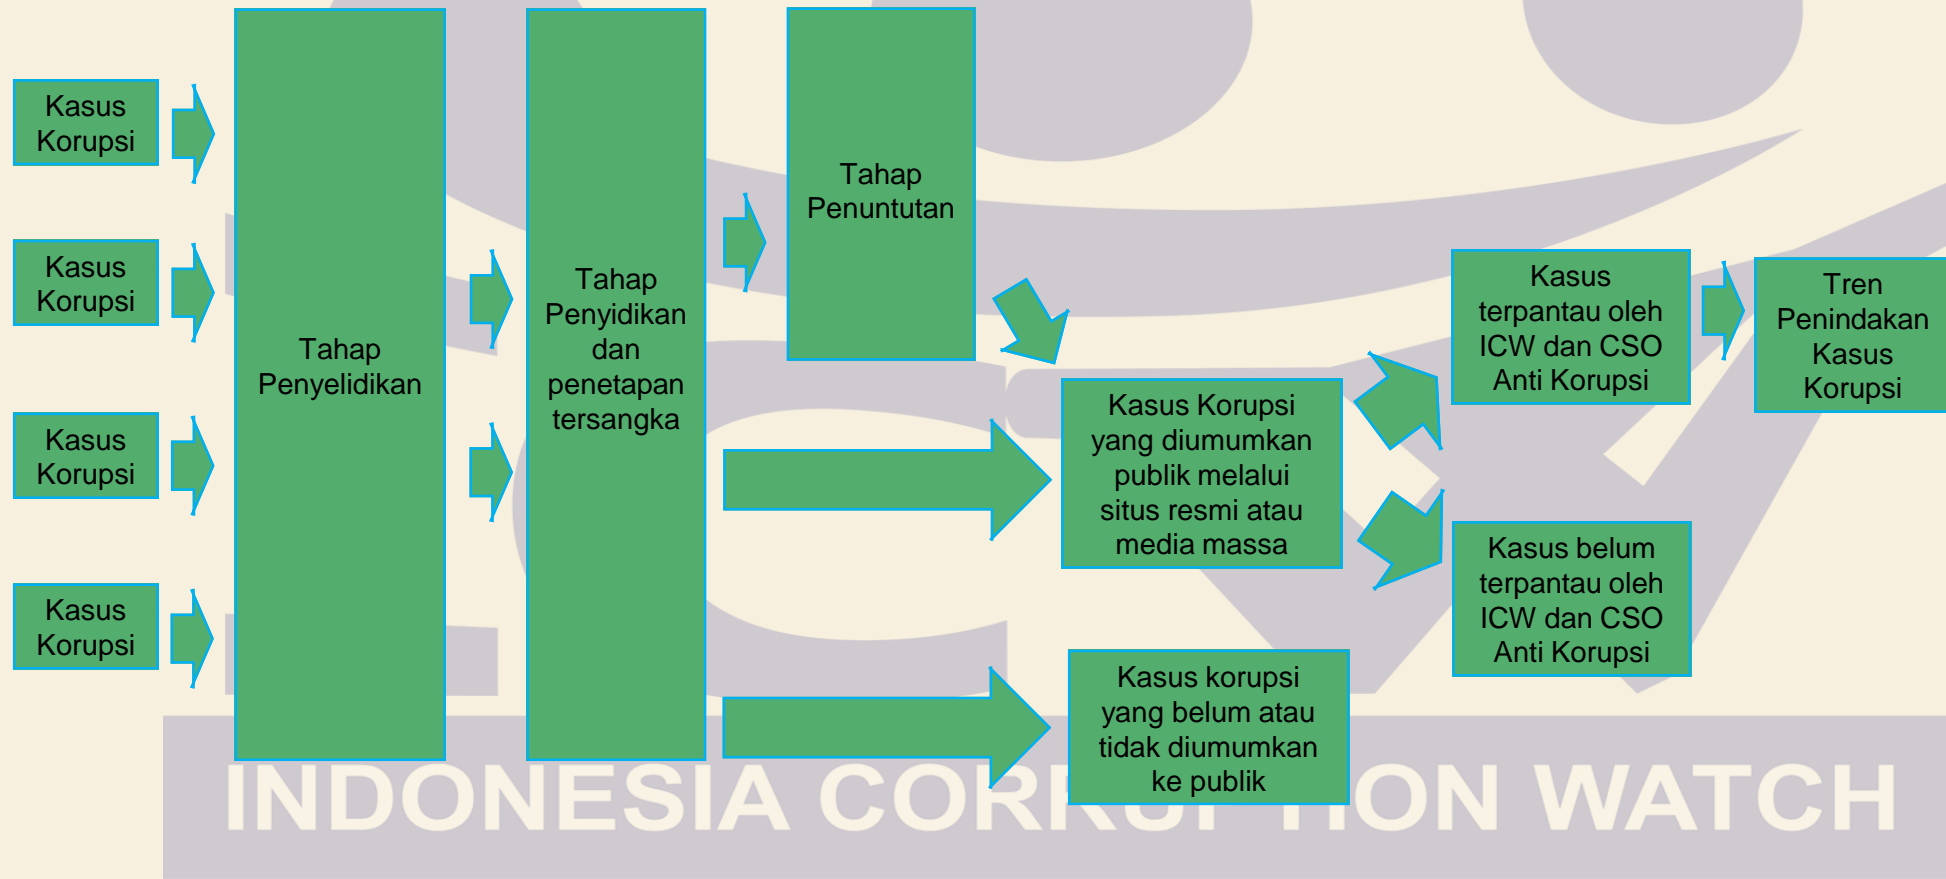 Kasus
Korupsi
Kasus
Korupsi
Kasus
Korupsi
Kasus
Korupsi
Tahap
Penyelidikan
Tahap
Penyidikan
dan
penetapan
tersangka
Tahap
Penuntutan
Kasus Korupsi
yang diumumkan
publik melalui
situs resmi atau
media massa
Kasus korupsi
yang belum atau
tidak diumumkan
ke publik
Kasus
terpantau oleh
ICW dan CSO
Anti Korupsi
Kasus belum
terpantau oleh
ICW dan CSO
Anti Korupsi
Tren
Penindakan
Kasus
Korupsi
INDONESIA CORRUPTION WATCH